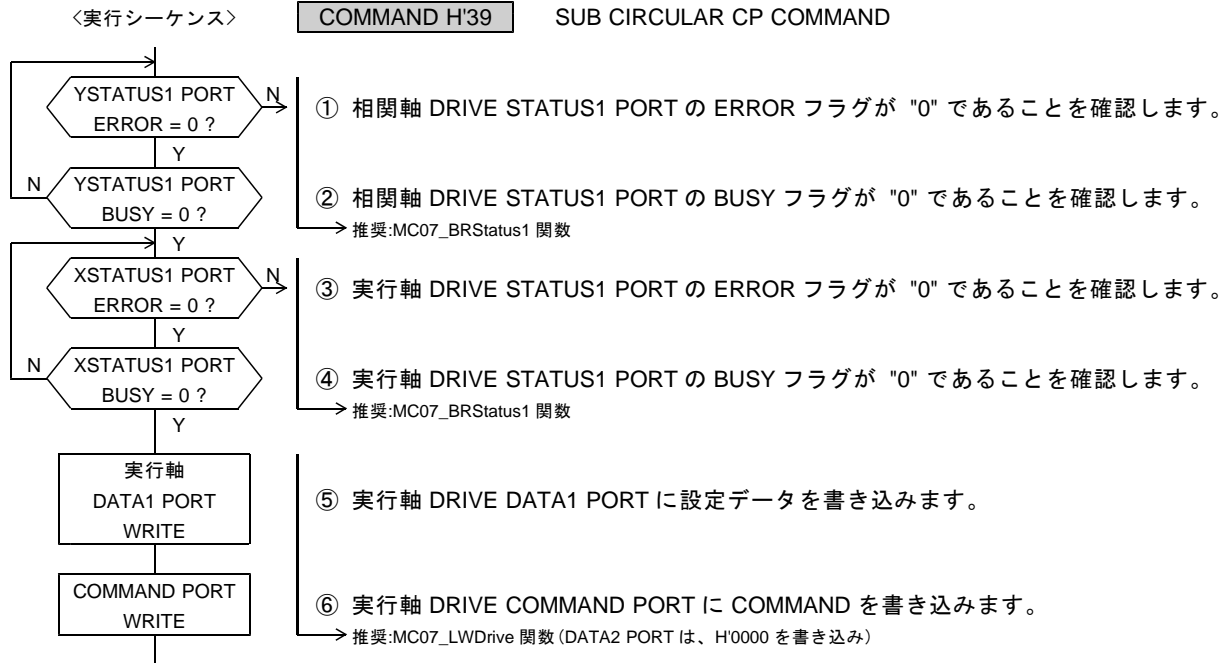 〈実行シーケンス〉 COMMAND H'39 SUB CIRCULAR CP COMMAND
YSTATUS1 PORT
ERROR = 0 ?
N
① 相関軸 DRIVE STATUS1 PORT の ERROR フラグが "0" であることを確認します。
Y
N
YSTATUS1 PORT
BUSY = 0 ?
② 相関軸 DRIVE STATUS1 PORT の BUSY フラグが "0" であることを確認します。
推奨:MC07_BRStatus1 関数
Y
XSTATUS1 PORT
ERROR = 0 ?
N
③ 実行軸 DRIVE STATUS1 PORT の ERROR フラグが "0" であることを確認します。
Y
N
XSTATUS1 PORT
BUSY = 0 ?
④ 実行軸 DRIVE STATUS1 PORT の BUSY フラグが "0" であることを確認します。
推奨:MC07_BRStatus1 関数
Y
実行軸
DATA1 PORT
WRITE
⑤ 実行軸 DRIVE DATA1 PORT に設定データを書き込みます。
COMMAND PORT
WRITE
⑥ 実行軸 DRIVE COMMAND PORT に COMMAND を書き込みます。
推奨:MC07_LWDrive 関数(DATA2 PORT は、H'0000 を書き込み)